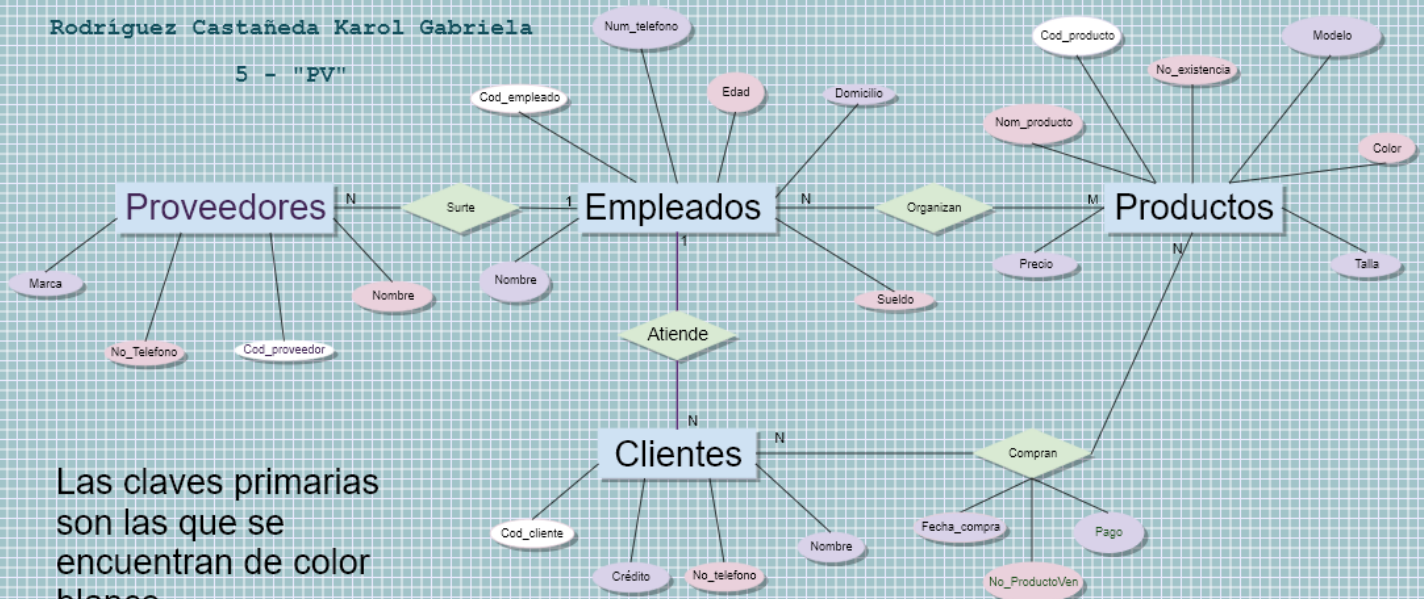 Rodríguez Castañeda Karol Gabriela
5 - "PV"
Num_telefono
Cod_empleado
Edad
Domicilio
Cod_producto
Modelo
No_existencia
Nom_producto
Color
Proveedores
N
Surte
1
Empleados
N
Organizan
M
Productos
1
N
Marca
Nombre
Nombre
Sueldo
Precio
Talla
No_Telefono
Cod_proveedor
Atiende
N
N
Clientes
Compran
Las claves primarias
son las que se
encuentran de color
blanco
Cod_cliente
Crédito
No_telefono
Nombre
Fecha_compra
No_ProductoVen
Pago